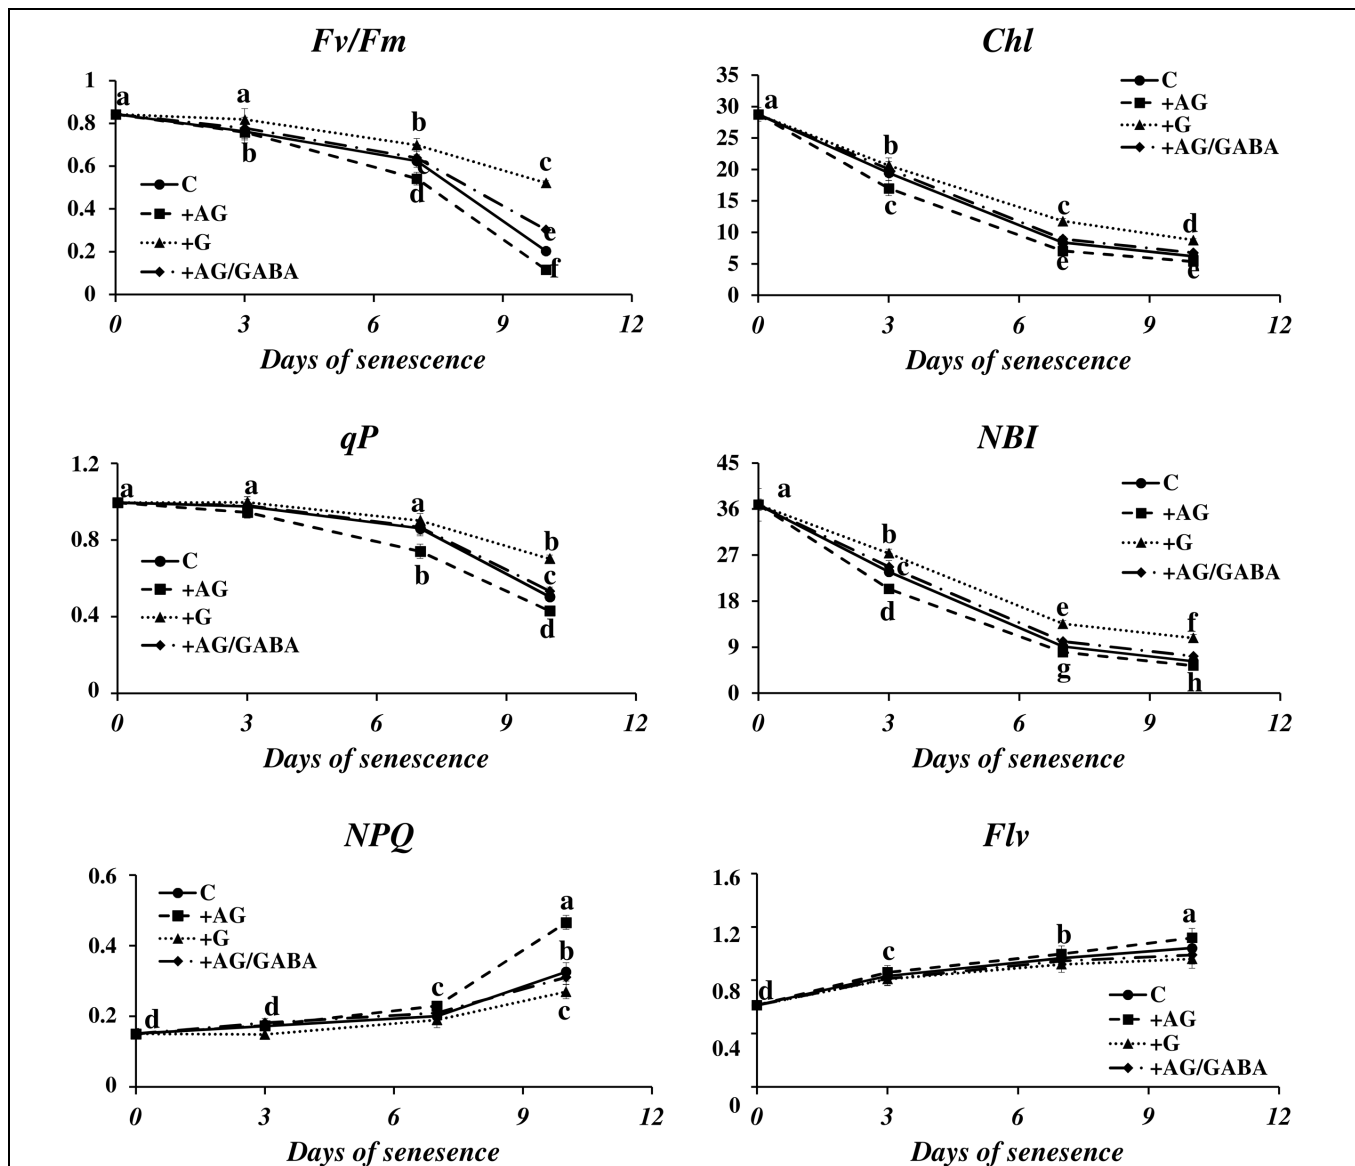 Fv/Fm
1
0.8
0.6
0.4
0.2
0
a
a
b
b
c
d
c
e
f
C
+AG
+G
+AG/GABA
0 3 6 9 12
Days of senescence
Chl
35
30
25
20
15
10
5
0
a
b
c
c
e
d
e
C
+AG
+G
+AG/GABA
0 3 6 9 12
Days of senescence
qP
1.2
0.8
0.4
0
a
a
a
b
b
c
d
C
+AG
+G
+AG/GABA
0 3 6 9 12
Days of senescence
NBI
45
36
27
18
9
0
a
b
c
d
e
g
f
h
C
+AG
+G
+AG/GABA
0 3 6 9 12
Days of senesence
NPQ
0.6
0.4
0.2
0
d
d
c
a
b
c
C
+AG
+G
+AG/GABA
0 3 6 9 12
Days of senesence
Flv
1.6
1.2
0.8
0.4
0
d
c
b
a
C
+AG
+G
+AG/GABA
0 3 6 9 12
Days of senesence